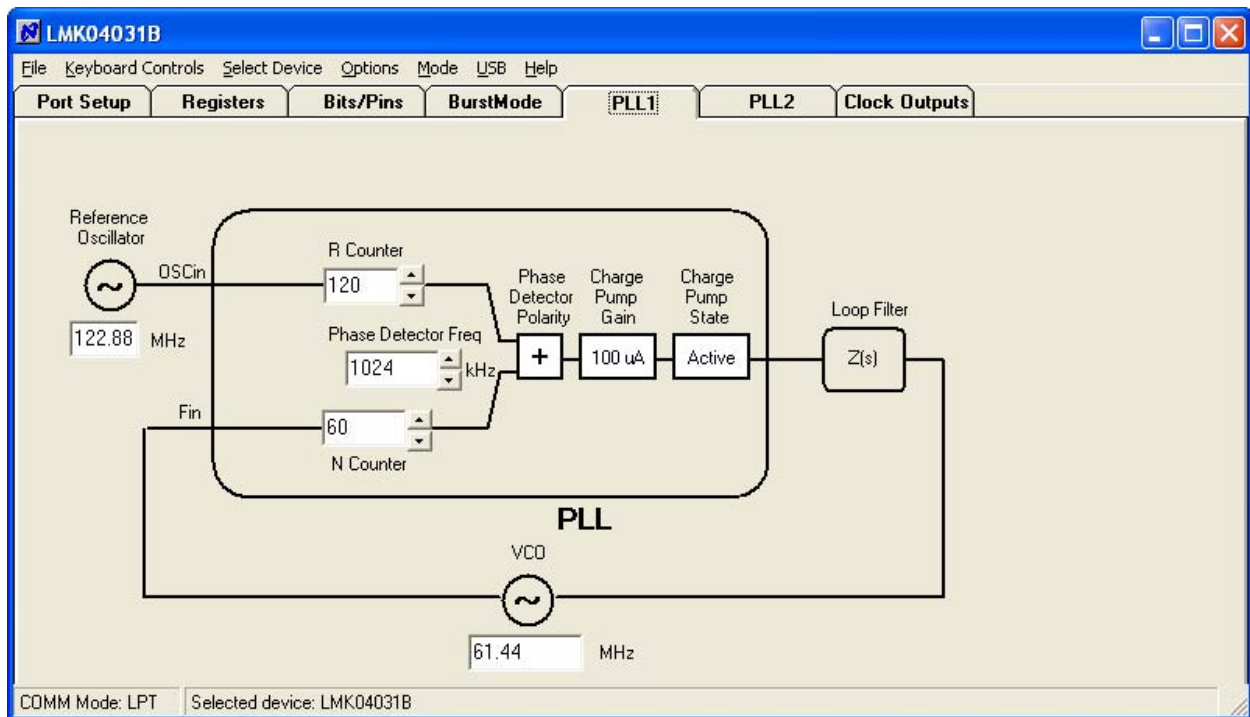 LMK04031B
File Keyboard Controls Select Device Options Mode USB Help
Port Setup Registers Bits/Pins BurstMode PLL1 PLL2 Clock Outputs
Reference
Oscillator
OSCin
122.88 MHz
R Counter
120
Phase Detector Freq
1024 kHz
Fin
60
N Counter
Phase
Detector
Polarity
+
Charge
Pump
Gain
100 uA
Charge
Pump
State
Active
Loop Filter
Z(s)
PLL
VCO
61.44 MHz
COMM Mode: LPT Selected device: LMK04031B